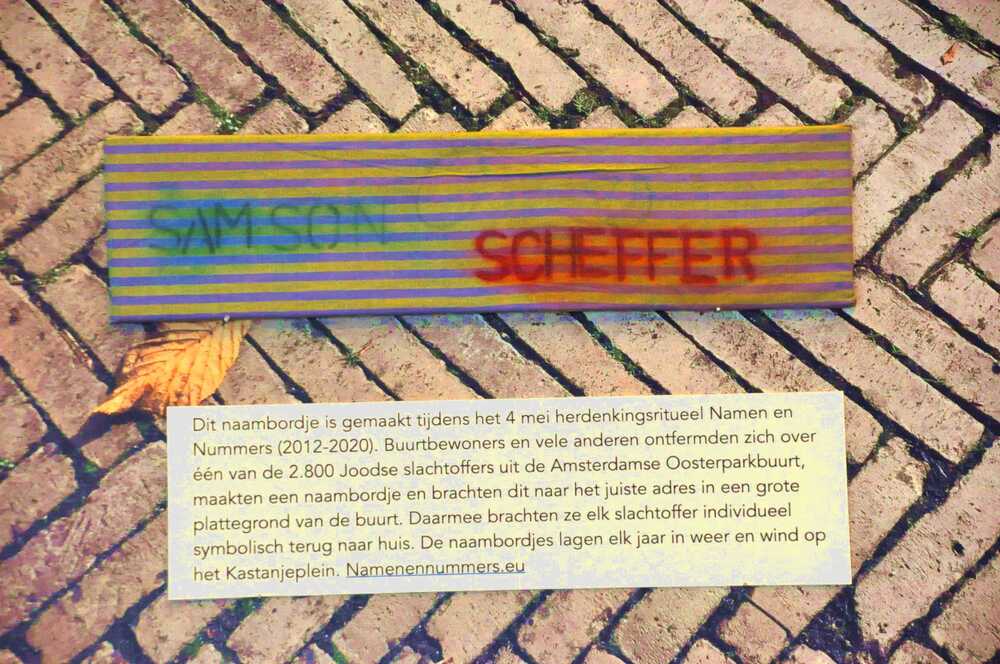 SAMSON
SCHEFFER
Dit naambordje is gemaakt tijdens het 4 mei herdenkingsritueel Namen en
Nummers (2012-2020). Buurtbewoners en vele anderen ontfermden zich over
één van de 2.800 Joodse slachtoffers uit de Amsterdamse Oosterparkbuurt,
maakten een naambordje en brachten dit naar het juiste adres in een grote
plattegrond van de buurt. Daarmee brachten ze elk slachtoffer individueel
symbolisch terug naar huis. De naambordjes lagen elk jaar in weer en wind op
het Kastanjeplein. Namenennummers.eu